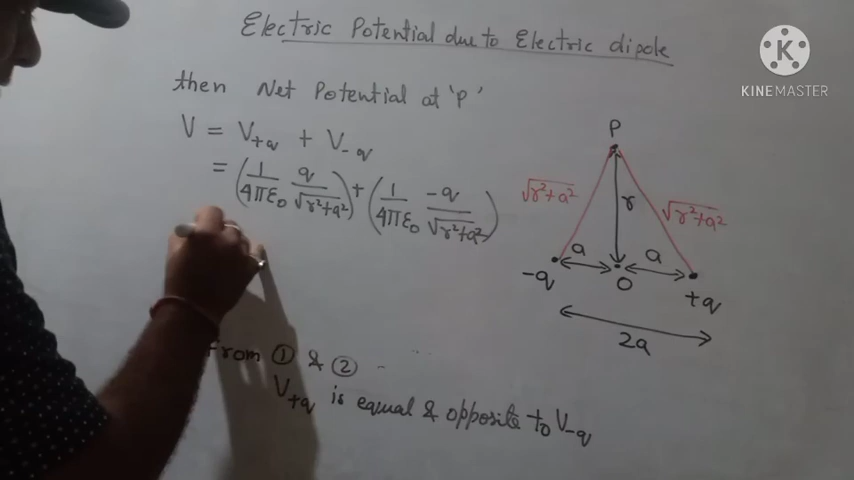 Electric Potential due to Electric dipole
K
KINEMASTER
then Net Potential at 'P'
V = V+q + V-q
= (1/4πε₀ q/√r²+a²) + (1/4πε₀ -q/√r²+a²)
P
√r²+a²
r
√r²+a²
a
a
-q
O
+q
2a
from ① & ②
V+q is equal & opposite to V-q